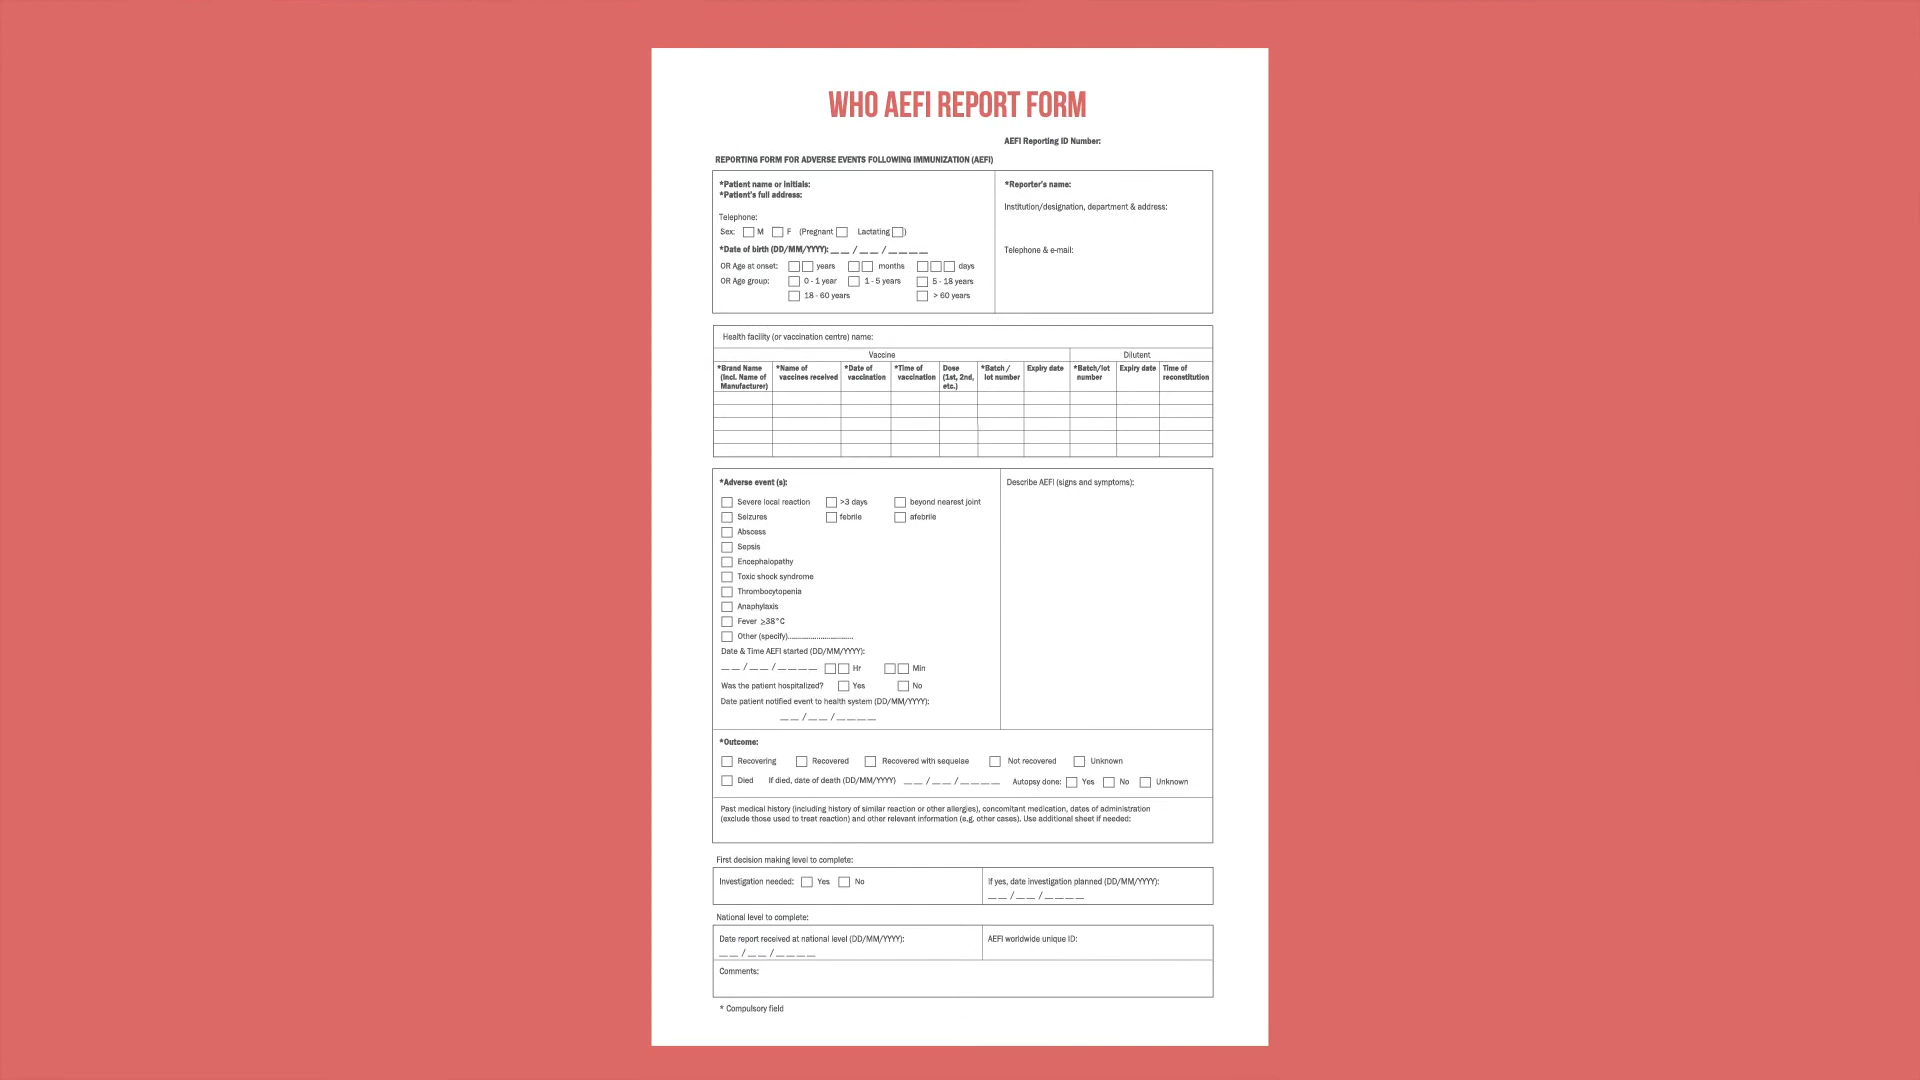 WHO AEFI REPORT FORM
AEFI Reporting ID Number:
REPORTING FORM FOR ADVERSE EVENTS FOLLOWING IMMUNIZATION (AEFI)
*Patient name or initials:
*Patient's full address:
Telephone:
Sex: M F (Pregnant Lactating )
*Date of birth (DD/MM/YYYY): __ __ / __ __ / __ __ __ __
OR Age at onset: years months days
OR Age group: 0 - 1 year 1 - 5 years 5 - 18 years
18 - 60 years > 60 years
*Reporter's name:
Institution/designation, department & address:
Telephone & e-mail:
Health facility (or vaccination centre) name:
Vaccine Dilutent
*Brand Name (Incl. Name of Manufacturer) *Name of vaccines received *Date of vaccination *Time of vaccination Dose (1st, 2nd, etc.) *Batch / lot number Expiry date *Batch/lot number Expiry date Time of reconstitution
*Adverse event (s):
Severe local reaction >3 days beyond nearest joint
Seizures febrile afebrile
Abscess
Sepsis
Encephalopathy
Toxic shock syndrome
Thrombocytopenia
Anaphylaxis
Fever ≥38°C
Other (specify)..............................
Date & Time AEFI started (DD/MM/YYYY):
__ __ / __ __ / __ __ __ __ Hr Min
Was the patient hospitalized? Yes No
Date patient notified event to health system (DD/MM/YYYY):
__ __ / __ __ / __ __ __ __
Describe AEFI (signs and symptoms):
*Outcome:
Recovering Recovered Recovered with sequelae Not recovered Unknown
Died If died, date of death (DD/MM/YYYY) __ __ / __ __ / __ __ __ __ Autopsy done: Yes No Unknown
Past medical history (including history of similar reaction or other allergies), concomitant medication, dates of administration
(exclude those used to treat reaction) and other relevant information (e.g. other cases). Use additional sheet if needed:
First decision making level to complete:
Investigation needed: Yes No
If yes, date investigation planned (DD/MM/YYYY):
__ __ / __ __ / __ __ __ __
National level to complete:
Date report received at national level (DD/MM/YYYY):
__ __ / __ __ / __ __ __ __
AEFI worldwide unique ID:
Comments:
* Compulsory field